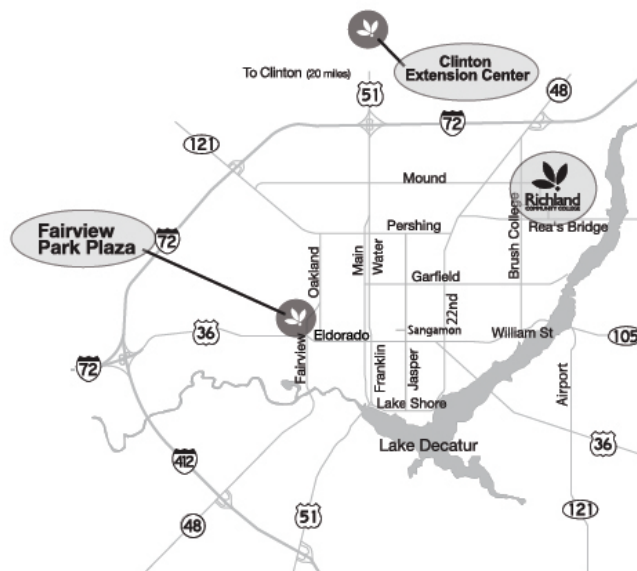 Clinton
Extension Center
To Clinton (20 miles)
51
48
72
121
Mound
Richland
COMMUNITY COLLEGE
Pershing
Rea's Bridge
Fairview
Park Plaza
72
Oakland
Main
Water
Brush College
Garfield
22nd
36
Eldorado
Sangamon
William St
105
72
Fairview
Franklin
Jasper
Airport
Lake Shore
Lake Decatur
36
412
48
51
121